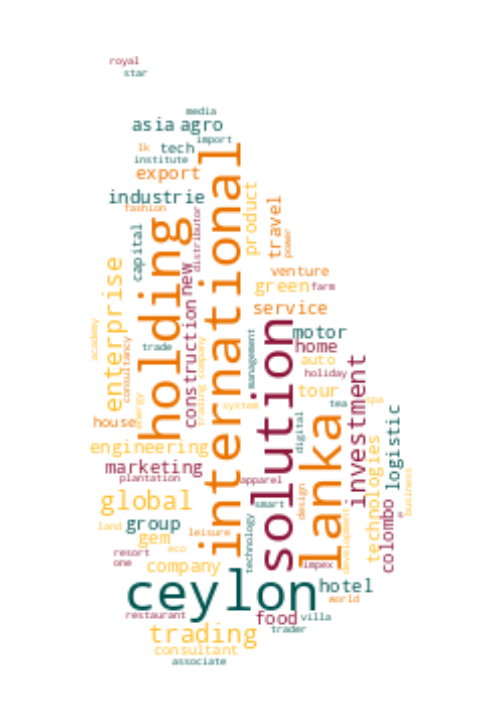 royal
star
media
asia
agro
import
lk
tech
institute
export
industrie
fashion
international
holding
distributor
product
travel
power
capital
new
enterprise
venture
green
farm
service
construction
motor
home
solution
academy
consultancy
trade
company
management
auto
holiday
investment
tour
tea
spa
energy
trading
system
house
lanka
digital
logistic
engineering
marketing
plantation
apparel
technologies
business
global
smart
design
colombo
land
group
gem
leisure
eco
technology
development
resort
one
company
impex
ceylon
hotel
world
restaurant
food
villa
trading
trader
consultant
associate